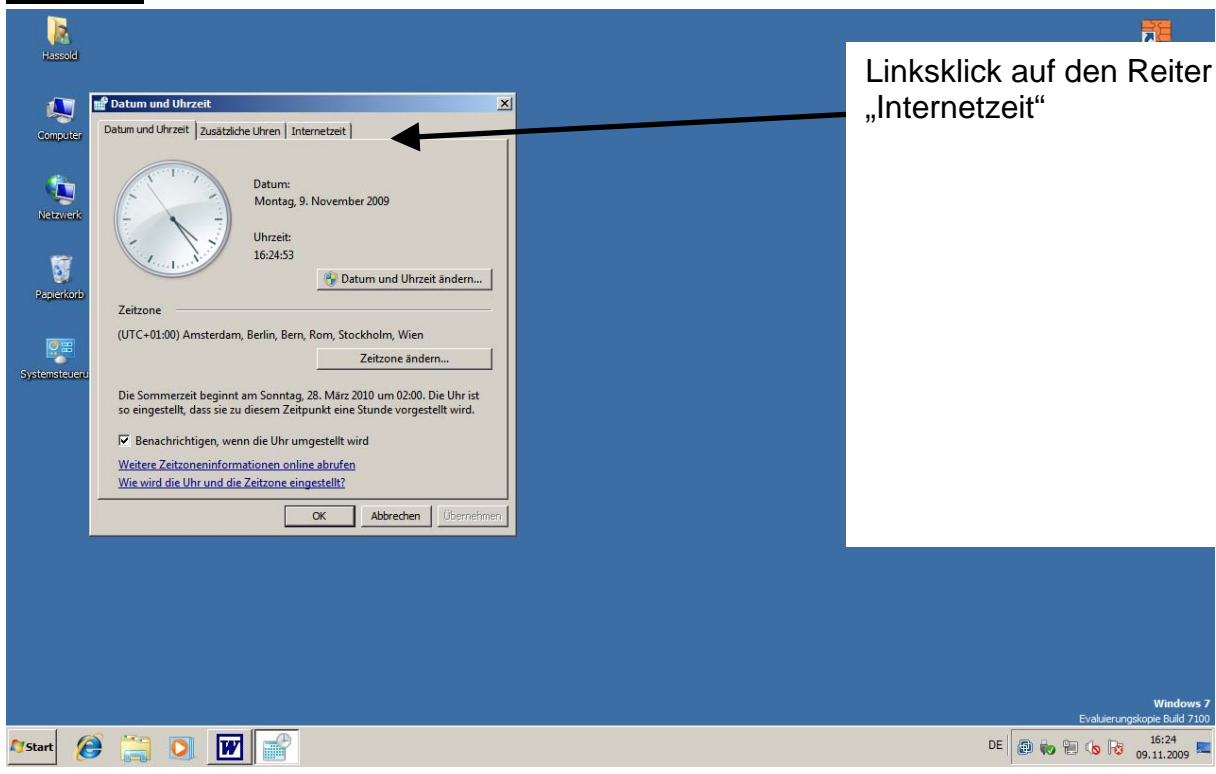 Hassold
Linksklick auf den Reiter
„Internetzeit“
Computer
Netzwerk
Papierkorb
Systemsteueru
Datum und Uhrzeit
Datum und Uhrzeit
Zusätzliche Uhren
Internetzeit
Datum:
Montag, 9. November 2009
Uhrzeit:
16:24:53
Datum und Uhrzeit ändern...
Zeitzone
(UTC+01:00) Amsterdam, Berlin, Bern, Rom, Stockholm, Wien
Zeitzone ändern...
Die Sommerzeit beginnt am Sonntag, 28. März 2010 um 02:00. Die Uhr ist
so eingestellt, dass sie zu diesem Zeitpunkt eine Stunde vorgestellt wird.
Benachrichtigen, wenn die Uhr umgestellt wird
Weitere Zeitzoneninformationen online abrufen
Wie wird die Uhr und die Zeitzone eingestellt?
OK
Abbrechen
Übernehmen
Windows 7
Evaluierungskopie Build 7100
Start
W
DE
16:24
09.11.2009